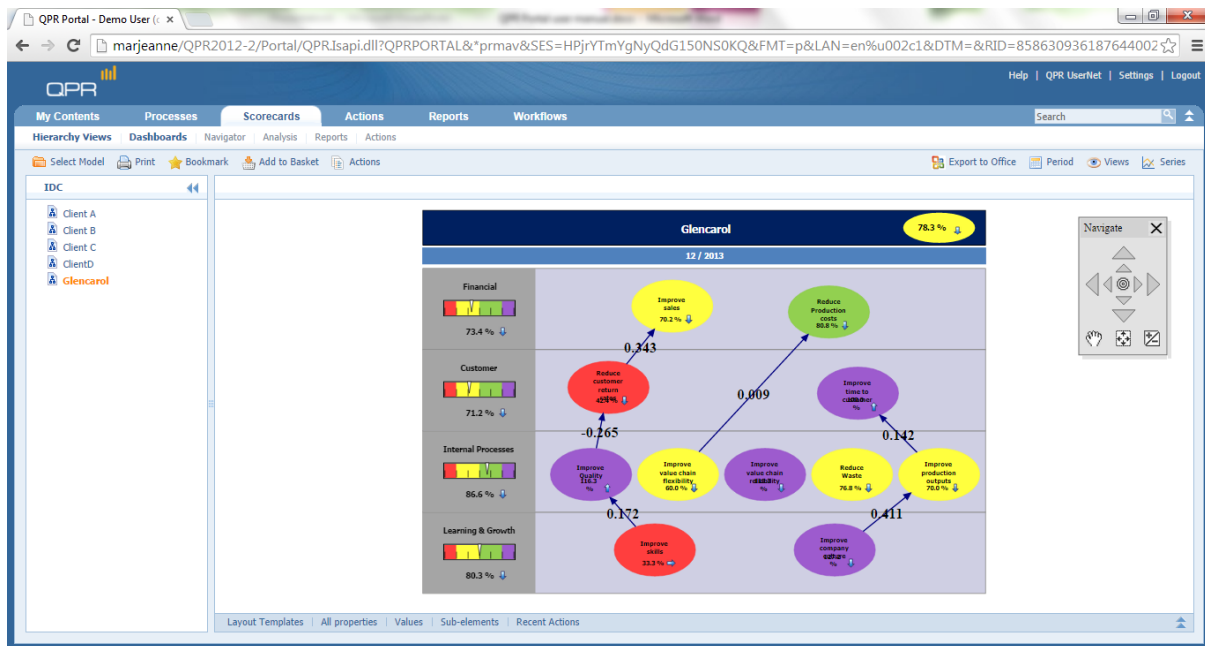 QPR Portal - Demo User (c
marjeanne/QPR2012-2/Portal/QPR.Isapi.dll?QPRPORTAL&*prmav&SES=HPjrYTmYgNyQdG150NS0KQ&FMT=p&LAN=en%u002c1&DTM=&RID=858630936187644002
QPR
Help | QPR UserNet | Settings | Logout
My Contents Processes Scorecards Actions Reports Workflows Search
Hierarchy Views Dashboards Navigator Analysis Reports Actions
Select Model Print Bookmark Add to Basket Actions Export to Office Period Views Series
IDC
Client A
Client B
Client C
ClientD
Glencarol
Glencarol
78.3 %
12 / 2013
Navigate
Financial
73.4 %
Improve
sales
70.2 %
Reduce
Production
costs
80.8 %
0.343
Customer
71.2 %
Reduce
customer
return
0.009
Improve
time to
%
-0.265
0.142
Internal Processes
86.6 %
Improve
Quality
116.3
%
Improve
value chain
flexibility
60.0 %
Improve
value chain
%
Reduce
Waste
76.8 %
Improve
production
outputs
70.0 %
0.172
0.411
Learning & Growth
80.3 %
Improve
skills
33.3 %
Improve
company
%
Layout Templates | All properties | Values | Sub-elements | Recent Actions